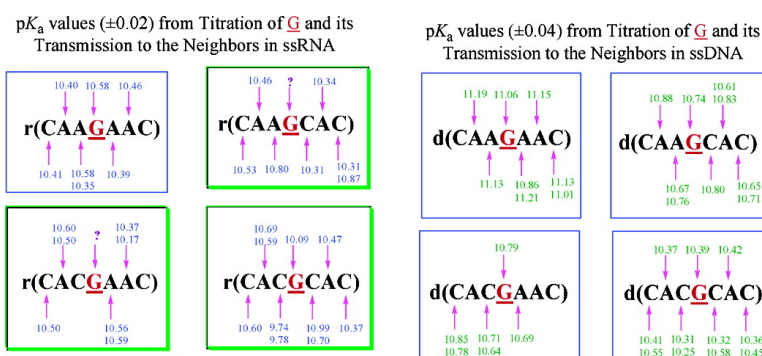 pKa values (±0.02) from Titration of G and its
Transmission to the Neighbors in ssRNA
10.40 10.58 10.46
r(CAAGAAC)
10.41 10.58 10.39
10.35
10.46 ? 10.34
r(CAAGCAC)
10.53 10.80 10.31 10.31
10.87
10.60 10.37
10.50 ? 10.17
r(CACGAAC)
10.50 10.56
10.59
10.69
10.59 10.09 10.47
r(CACGCAC)
10.60 9.74 10.99 10.37
9.78 10.70
pKa values (±0.04) from Titration of G and its
Transmission to the Neighbors in ssDNA
11.19 11.06 11.15
d(CAAGAAC)
11.13 10.86 11.13
11.21 11.01
10.61
10.88 10.74 10.83
d(CAAGCAC)
10.67 10.80 10.65
10.76 10.71
10.79
d(CACGAAC)
10.85 10.71 10.69
10.78 10.64
10.37 10.39 10.42
d(CACGCAC)
10.41 10.31 10.32 10.36
10.55 10.25 10.58 10.45